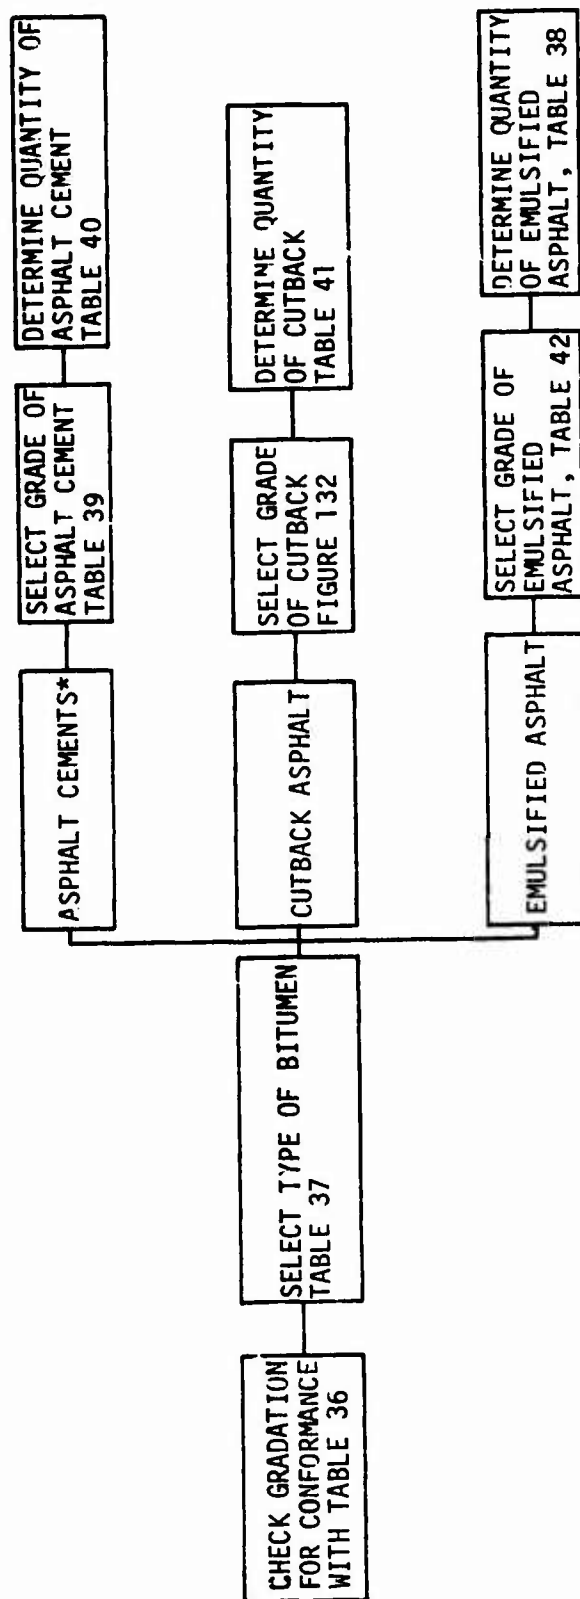 CHECK GRADATION
FOR CONFORMANCE
WITH TABLE 36
SELECT TYPE OF BITUMEN
TABLE 37
ASPHALT CEMENTS*
SELECT GRADE OF
ASPHALT CEMENT
TABLE 39
DETERMINE QUANTITY OF
ASPHALT CEMENT
TABLE 40
CUTBACK ASPHALT
SELECT GRADE
OF CUTBACK
FIGURE 132
DETERMINE QUANTITY
OF CUTBACK
TABLE 41
EMULSIFIED ASPHALT
SELECT GRADE OF
EMULSIFIED
ASPHALT, TABLE 42
DETERMINE QUANTITY
OF EMULSIFIED
ASPHALT, TABLE 38